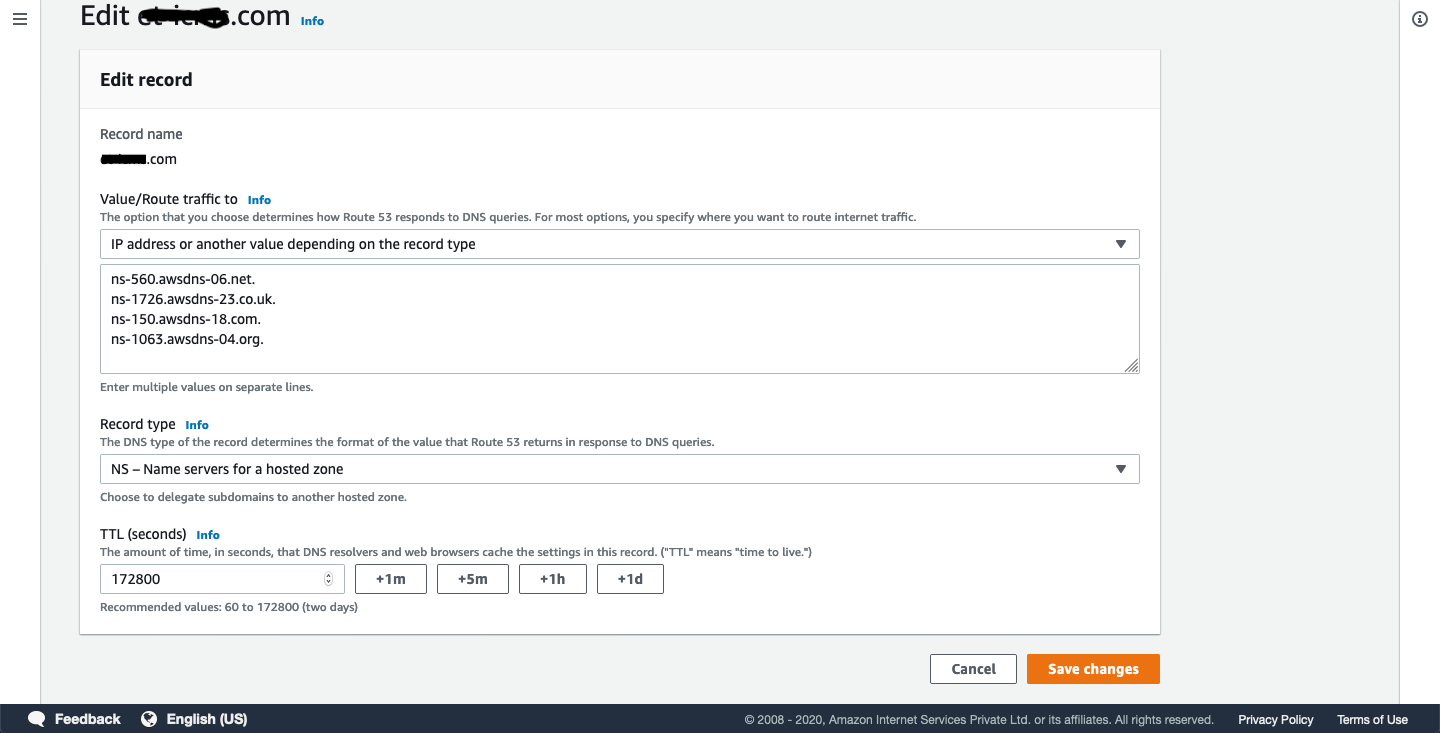 Edit .com Info
Edit record
Record name
.com
Value/Route traffic to Info
The option that you choose determines how Route 53 responds to DNS queries. For most options, you specify where you want to route internet traffic.
IP address or another value depending on the record type
ns-560.awsdns-06.net.
ns-1726.awsdns-23.co.uk.
ns-150.awsdns-18.com.
ns-1063.awsdns-04.org.
Enter multiple values on separate lines.
Record type Info
The DNS type of the record determines the format of the value that Route 53 returns in response to DNS queries.
NS – Name servers for a hosted zone
Choose to delegate subdomains to another hosted zone.
TTL (seconds) Info
The amount of time, in seconds, that DNS resolvers and web browsers cache the settings in this record. ("TTL" means "time to live.")
172800 +1m +5m +1h +1d
Recommended values: 60 to 172800 (two days)
Cancel Save changes
Feedback English (US) © 2008 - 2020, Amazon Internet Services Private Ltd. or its affiliates. All rights reserved. Privacy Policy Terms of Use